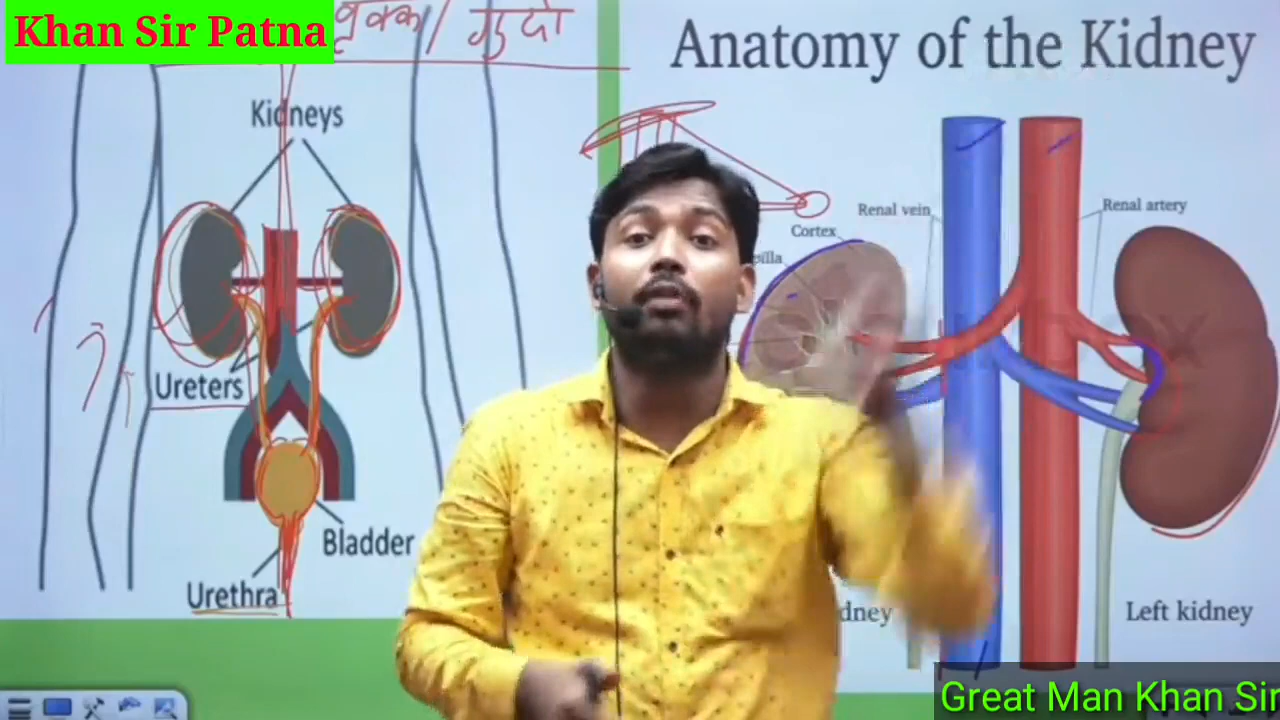 Khan Sir Patna
वृक्क / गुर्दा
Kidneys
Ureters
Bladder
Urethra
Anatomy of the Kidney
Renal vein
Renal artery
Cortex
Left kidney
Great Man Khan Sir